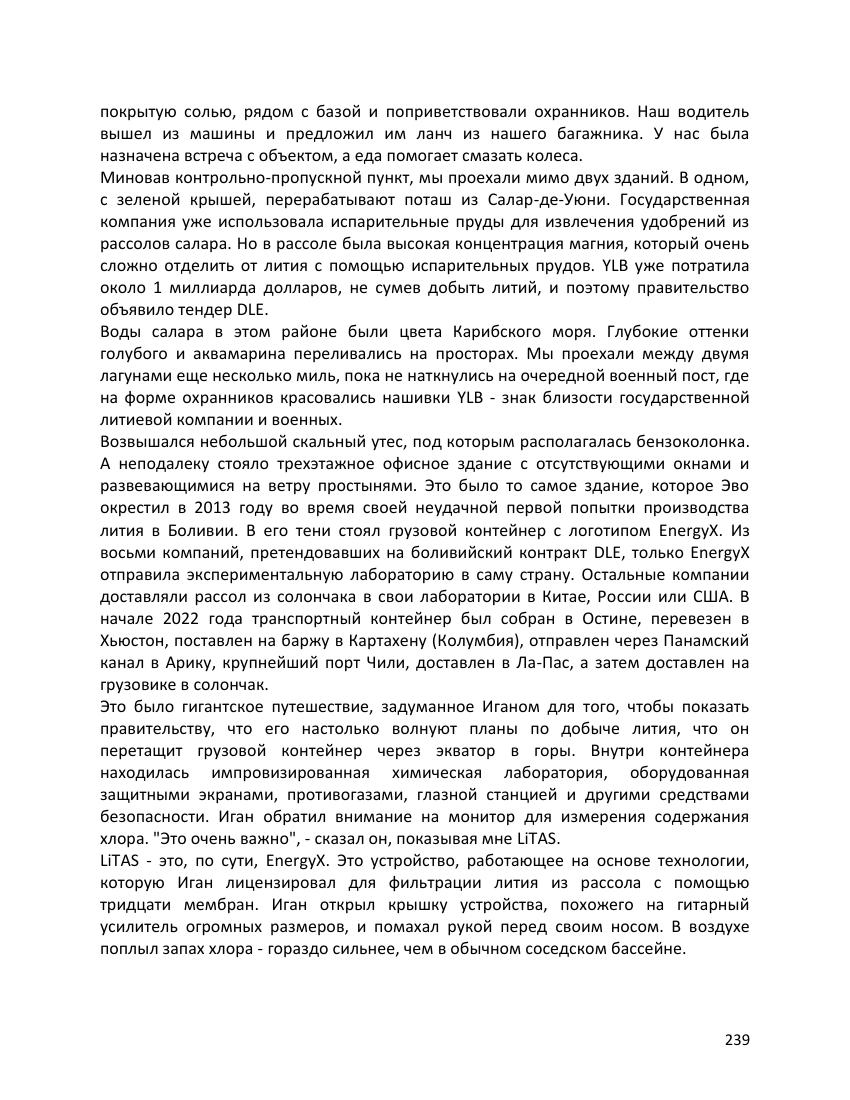 покрытую солью, рядом с базой и поприветствовали охранников. Наш водитель
вышел из машины и предложил им ланч из нашего багажника. У нас была
назначена встреча с объектом, а еда помогает смазать колеса.
Миновав контрольно-пропускной пункт, мы проехали мимо двух зданий. В одном,
с зеленой крышей, перерабатывают поташ из Салар-де-Уюни. Государственная
компания уже использовала испарительные пруды для извлечения удобрений из
рассолов салара. Но в рассоле была высокая концентрация магния, который очень
сложно отделить от лития с помощью испарительных прудов. YLB уже потратила
около 1 миллиарда долларов, не сумев добыть литий, и поэтому правительство
объявило тендер DLE.
Воды салара в этом районе были цвета Карибского моря. Глубокие оттенки
голубого и аквамарина переливались на просторах. Мы проехали между двумя
лагунами еще несколько миль, пока не наткнулись на очередной военный пост, где
на форме охранников красовались нашивки YLB - знак близости государственной
литиевой компании и военных.
Возвышался небольшой скальный утес, под которым располагалась бензоколонка.
А неподалеку стояло трехэтажное офисное здание с отсутствующими окнами и
развевающимися на ветру простынями. Это было то самое здание, которое Эво
окрестил в 2013 году во время своей неудачной первой попытки производства
лития в Боливии. В его тени стоял грузовой контейнер с логотипом EnergyX. Из
восьми компаний, претендовавших на боливийский контракт DLE, только EnergyX
отправила экспериментальную лабораторию в саму страну. Остальные компании
доставляли рассол из солончака в свои лаборатории в Китае, России или США. В
начале 2022 года транспортный контейнер был собран в Остине, перевезен в
Хьюстон, поставлен на баржу в Картахену (Колумбия), отправлен через Панамский
канал в Арику, крупнейший порт Чили, доставлен в Ла-Пас, а затем доставлен на
грузовике в солончак.
Это было гигантское путешествие, задуманное Иганом для того, чтобы показать
правительству, что его настолько волнуют планы по добыче лития, что он
перетащит грузовой контейнер через экватор в горы. Внутри контейнера
находилась импровизированная химическая лаборатория, оборудованная
защитными экранами, противогазами, глазной станцией и другими средствами
безопасности. Иган обратил внимание на монитор для измерения содержания
хлора. "Это очень важно", - сказал он, показывая мне LiTAS.
LiTAS - это, по сути, EnergyX. Это устройство, работающее на основе технологии,
которую Иган лицензировал для фильтрации лития из рассола с помощью
тридцати мембран. Иган открыл крышку устройства, похожего на гитарный
усилитель огромных размеров, и помахал рукой перед своим носом. В воздухе
поплыл запах хлора - гораздо сильнее, чем в обычном соседском бассейне.
239